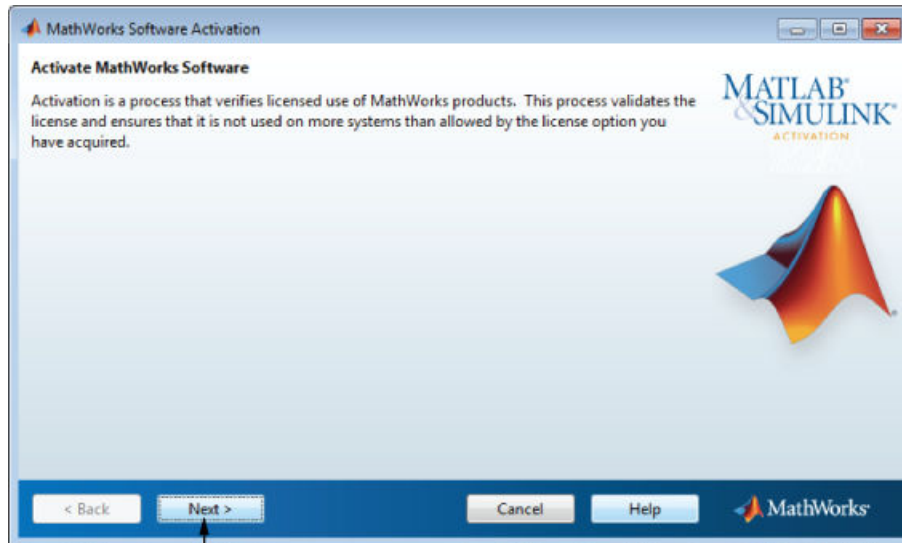 MathWorks Software Activation
Activate MathWorks Software
Activation is a process that verifies licensed use of MathWorks products. This process validates the
license and ensures that it is not used on more systems than allowed by the license option you
have acquired.
MATLAB®
&SIMULINK®
ACTIVATION
< Back
Next >
Cancel
Help
MathWorks®